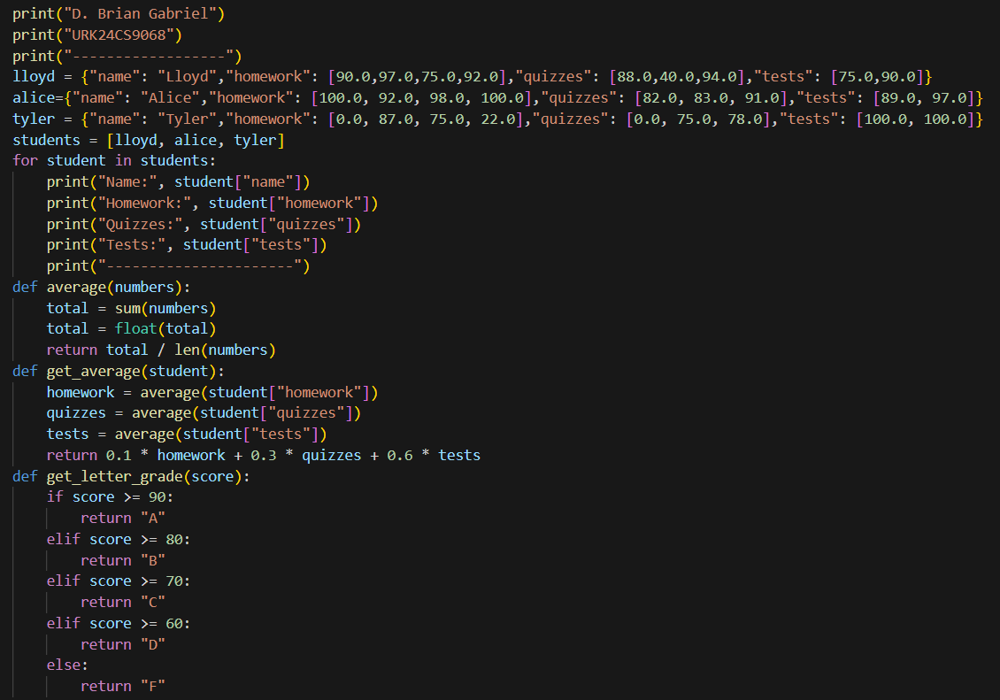 print("D. Brian Gabriel")
print("URK24CS9068")
print("------------------")
lloyd = {"name": "Lloyd","homework": [90.0,97.0,75.0,92.0],"quizzes": [88.0,40.0,94.0],"tests": [75.0,90.0]}
alice={"name": "Alice","homework": [100.0, 92.0, 98.0, 100.0],"quizzes": [82.0, 83.0, 91.0],"tests": [89.0, 97.0]}
tyler = {"name": "Tyler","homework": [0.0, 87.0, 75.0, 22.0],"quizzes": [0.0, 75.0, 78.0],"tests": [100.0, 100.0]}
students = [lloyd, alice, tyler]
for student in students:
    print("Name:", student["name"])
    print("Homework:", student["homework"])
    print("Quizzes:", student["quizzes"])
    print("Tests:", student["tests"])
    print("----------------------")
def average(numbers):
    total = sum(numbers)
    total = float(total)
    return total / len(numbers)
def get_average(student):
    homework = average(student["homework"])
    quizzes = average(student["quizzes"])
    tests = average(student["tests"])
    return 0.1 * homework + 0.3 * quizzes + 0.6 * tests
def get_letter_grade(score):
    if score >= 90:
        return "A"
    elif score >= 80:
        return "B"
    elif score >= 70:
        return "C"
    elif score >= 60:
        return "D"
    else:
        return "F"